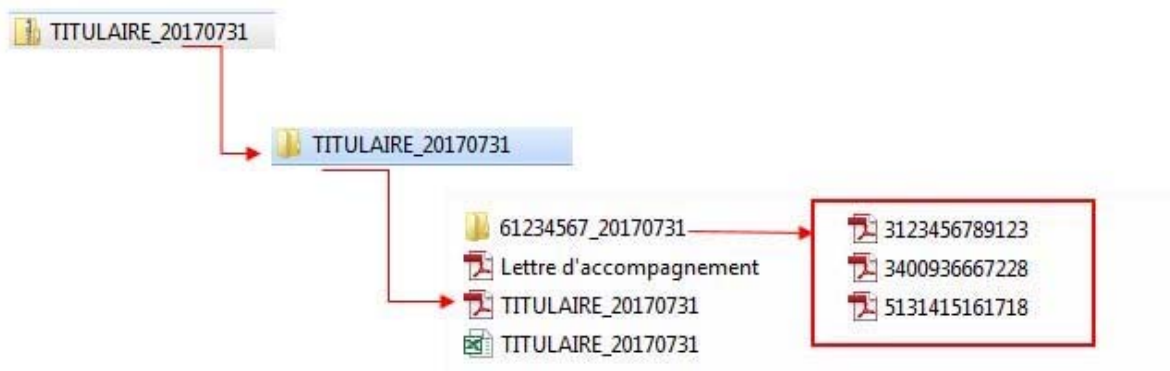 TITULAIRE_20170731
TITULAIRE_20170731
61234567_20170731
Lettre d'accompagnement
TITULAIRE_20170731
TITULAIRE_20170731
3123456789123
3400936667228
5131415161718